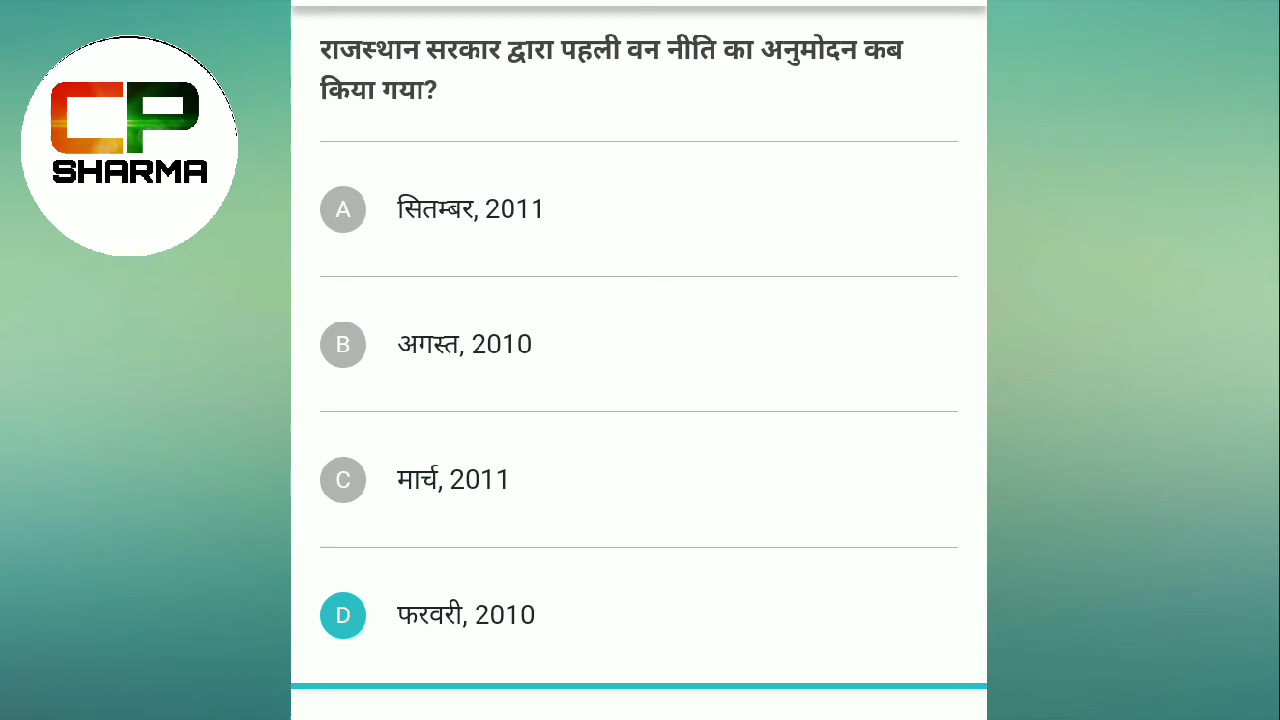 CP
SHARMA
राजस्थान सरकार द्वारा पहली वन नीति का अनुमोदन कब
किया गया?
A सितम्बर, 2011
B अगस्त, 2010
C मार्च, 2011
D फरवरी, 2010